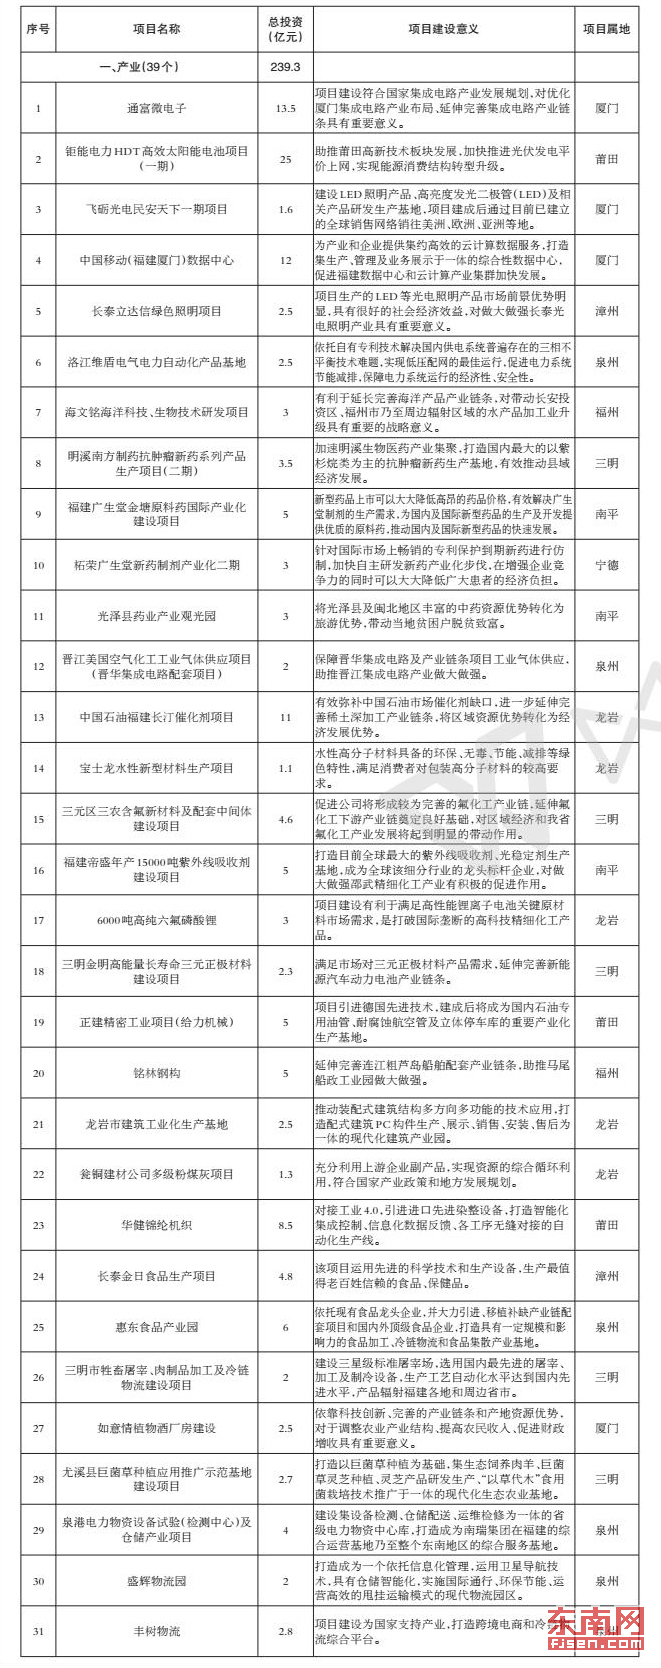 序号 项目名称 总投资(亿元) 项目建设意义 项目属地
一、产业(39个) 239.3
1 通富微电子 13.5 项目建设符合国家集成电路产业发展规划,对优化
厦门集成电路产业布局、延伸完善集成电路产业链
条具有重要意义。 厦门
2 钜能电力HDT高效太阳能电池项目
(一期) 25 助推莆田高新技术板块发展,加快推进光伏发电平
价上网,实现能源消费结构转型升级。 莆田
3 飞砺光电民安天下一期项目 1.6 建设LED照明产品、高亮度发光二极管(LED)及相
关产品研发生产基地,项目建成后通过目前已建立
的全球销售网络销往美洲、欧洲、亚洲等地。 厦门
4 中国移动(福建厦门)数据中心 12 为产业和企业提供集约高效的云计算数据服务,打造
集生产、管理及业务展示于一体的综合性数据中心,
促进福建数据中心和云计算产业集群加快发展。 厦门
5 长泰立达信绿色照明项目 2.5 项目生产的LED等光电照明产品市场前景优势明
显,具有很好的社会经济效益,对做大做强长泰光
电照明产业具有重要意义。 漳州
6 洛江维盾电气电力自动化产品基地 2.5 依托自有专利技术解决国内供电系统普遍存在的三相不
平衡技术难题,实现低压配网的最佳运行,促进电力系统
节能减排,保障电力系统运行的经济性、安全性。 泉州
7 海文铭海洋科技、生物技术研发项目 3 有利于延长完善海洋产品产业链条,对带动长安投
资区、福州市乃至周边辐射区域的水产品加工业升
级具有重要的战略意义。 福州
8 明溪南方制药抗肿瘤新药系列产品
生产项目(二期) 3.5 加速明溪生物医药产业集聚,打造国内最大的以紫
杉烷类为主的抗肿瘤新药生产基地,有效推动县域
经济发展。 三明
9 福建广生堂金塘原料药国际产业化
建设项目 5 新型药品上市可以大大降低高昂的药品价格,有效解决广生
堂制剂的生产需求,为国内及国际新型药品的生产及开发提
供优质的原料药,推动国内及国际新型药品的快速发展。 南平
10 柘荣广生堂新药制剂产业化二期 3 针对国际市场上畅销的专利保护到期新药进行仿
制,加快自主研发新药产业化步伐,在增强企业竞
争力的同时可以大大降低广大患者的经济负担。 宁德
11 光泽县药业产业观光园 3 将光泽县及闽北地区丰富的中药资源优势转化为
旅游优势,带动当地贫困户脱贫致富。 南平
12 晋江美国空气化工工业气体供应项目
(晋华集成电路配套项目) 2 保障晋华集成电路及产业链条项目工业气体供应,
助推晋江集成电路产业做大做强。 泉州
13 中国石油福建长汀催化剂项目 11 有效弥补中国石油市场催化剂缺口,进一步延伸完
善稀土深加工产业链条,将区域资源优势转化为经
济发展优势。 龙岩
14 宝士龙水性新型材料生产项目 1.1 水性高分子材料具备的环保、无毒、节能、减排等绿
色特性,满足消费者对包装高分子材料的较高要
求。 龙岩
15 三元区三农含氟新材料及配套中间体
建设项目 4.6 促进公司将形成较为完善的氟化工产业链,延伸氟
化工下游产业链奠定良好基础,对区域经济和我省
氟化工产业发展将起到明显的带动作用。 三明
16 福建帝盛年产15000吨紫外线吸收剂
建设项目 5 打造目前全球最大的紫外线吸收剂、光稳定剂生产
基地,成为全球该细分行业的龙头标杆企业,对做
大做强邵武精细化工产业有积极的促进作用。 南平
17 6000吨高纯六氟磷酸锂 3 项目建设有利于满足高性能锂离子电池关键原材
料市场需求,是打破国际垄断的高科技精细化工产
品。 龙岩
18 三明金明高能量长寿命三元正极材料
建设项目 2.3 满足市场对三元正极材料产品需求,延伸完善新能
源汽车动力电池产业链条。 三明
19 正建精密工业项目(给力机械) 5 项目引进德国先进技术,建成后将成为国内石油专
用油管、耐腐蚀航空管及立体停车库的重要产业化
生产基地。 莆田
20 铭林钢构 5 延伸完善连江粗芦岛船舶配套产业链条,助推马尾
船政工业园做大做强。 福州
21 龙岩市建筑工业化生产基地 2.5 推动装配式建筑结构多方向多功能的技术应用,打
造配式建筑PC构件生产、展示、销售、安装、售后为
一体的现代化建筑产业园。 龙岩
22 瓮铜建材公司多级粉煤灰项目 1.3 充分利用上游企业副产品,实现资源的综合循环利
用,符合国家产业政策和地方发展规划。 龙岩
23 华健锦纶机织 8.5 对接工业4.0,引进进口先进染整设备,打造智能化
集成控制、信息化数据反馈、各工序无缝对接的自
动化生产线。 莆田
24 长泰金日食品生产项目 4.8 该项目运用先进的科学技术和生产设备,生产最值
得老百姓信赖的食品、保健品。 漳州
25 惠东食品产业园 6 依托现有食品龙头企业,并大力引进、移植补缺产业链配
套项目和国内外顶级食品企业,打造具有一定规模和影
响力的食品加工、冷链物流和食品集散产业基地。 泉州
26 三明市牲畜屠宰、肉制品加工及冷链
物流建设项目 2 建设三星级标准屠宰场,选用国内最先进的屠宰、
加工及制冷设备,生产工艺自动化水平达到国内先
进水平,产品辐射福建各地和周边省市。 三明
27 如意情植物酒厂房建设 2.5 依靠科技创新、完善的产业链条和产地资源优势,
对于调整农业产业结构、提高农民收入、促进财政
增收具有重要意义。 厦门
28 尤溪县巨菌草种植应用推广示范基地
建设项目 2.7 打造以巨菌草种植为基础,集生态饲养肉羊、巨菌
草灵芝种植、灵芝产品研发生产、“以草代木”食用
菌栽培技术推广于一体的现代化生态农业基地。 三明
29 泉港电力物资设备试验(检测中心)及
仓储产业项目 4 建设集设备检测、仓储配送、运维检修为一体的省
级电力物资中心库,打造成为南瑞集团在福建的综
合运营基地乃至整个东南地区的综合服务基地。 泉州
30 盛辉物流园 2 打造成为一个依托信息化管理,运用卫星导航技
术,具有仓储智能化,实施国际通行、环保节能、运
营高效的甩挂运输模式的现代物流园区。 泉州
31 丰树物流 2.8 项目建设为国家支持产业,打造跨境电商和冷
流综合平台。
东南网
FJSEN.COM